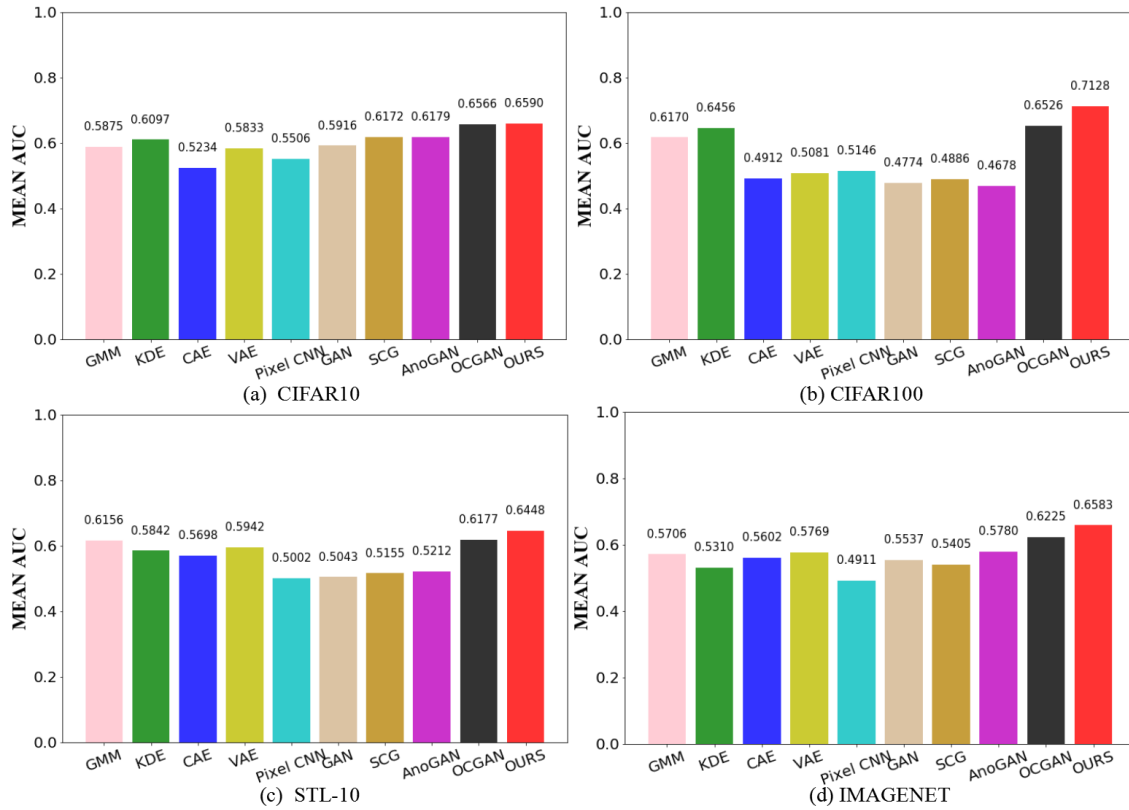 1.0
0.8
0.6
0.4
0.2
0.0
MEAN AUC
0.5875
0.6097
0.5234
0.5833
0.5506
0.5916
0.6172
0.6179
0.6566
0.6590
GMM
KDE
CAE
VAE
Pixel CNN
GAN
SCG
AnoGAN
OCGAN
OURS
(a) CIFAR10
1.0
0.8
0.6
0.4
0.2
0.0
MEAN AUC
0.6170
0.6456
0.4912
0.5081
0.5146
0.4774
0.4886
0.4678
0.6526
0.7128
GMM
KDE
CAE
VAE
Pixel CNN
GAN
SCG
AnoGAN
OCGAN
OURS
(b) CIFAR100
1.0
0.8
0.6
0.4
0.2
0.0
MEAN AUC
0.6156
0.5842
0.5698
0.5942
0.5002
0.5043
0.5155
0.5212
0.6177
0.6448
GMM
KDE
CAE
VAE
Pixel CNN
GAN
SCG
AnoGAN
OCGAN
OURS
(c) STL-10
1.0
0.8
0.6
0.4
0.2
0.0
MEAN AUC
0.5706
0.5310
0.5602
0.5769
0.4911
0.5537
0.5405
0.5780
0.6225
0.6583
GMM
KDE
CAE
VAE
Pixel CNN
GAN
SCG
AnoGAN
OCGAN
OURS
(d) IMAGENET